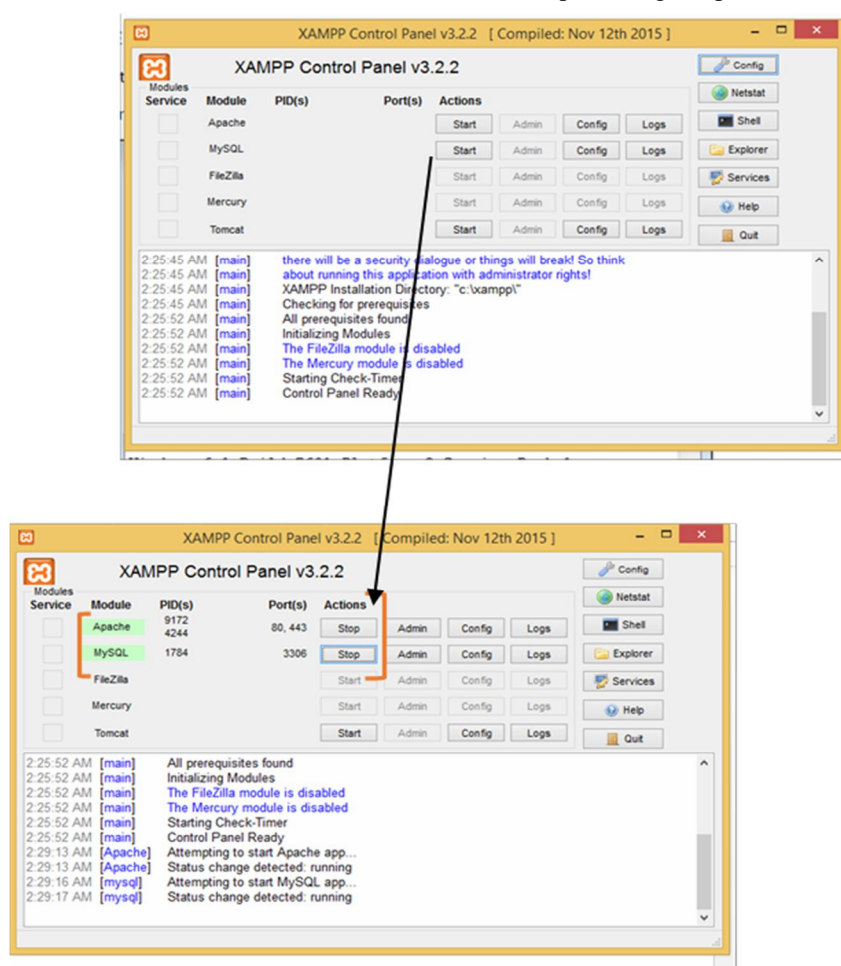 XAMPP Control Panel v3.2.2 [ Compiled: Nov 12th 2015 ]
XAMPP Control Panel v3.2.2
Config
Modules
Service Module PID(s) Port(s) Actions
Netstat
Apache Start Admin Config Logs
Shell
MySQL Start Admin Config Logs
Explorer
FileZilla Start Admin Config Logs
Services
Mercury Start Admin Config Logs
Help
Tomcat Start Admin Config Logs
Quit
2:25:45 AM [main] there will be a security dialogue or things will break! So think
2:25:45 AM [main] about running this application with administrator rights!
2:25:45 AM [main] XAMPP Installation Directory: "c:\xampp\"
2:25:45 AM [main] Checking for prerequisites
2:25:52 AM [main] All prerequisites found
2:25:52 AM [main] Initializing Modules
2:25:52 AM [main] The FileZilla module is disabled
2:25:52 AM [main] The Mercury module is disabled
2:25:52 AM [main] Starting Check-Timer
2:25:52 AM [main] Control Panel Ready
XAMPP Control Panel v3.2.2 [ Compiled: Nov 12th 2015 ]
XAMPP Control Panel v3.2.2
Config
Modules
Service Module PID(s) Port(s) Actions
Netstat
Apache 9172 4244 80, 443 Stop Admin Config Logs
Shell
MySQL 1784 3306 Stop Admin Config Logs
Explorer
FileZilla Start Admin Config Logs
Services
Mercury Start Admin Config Logs
Help
Tomcat Start Admin Config Logs
Quit
2:25:52 AM [main] All prerequisites found
2:25:52 AM [main] Initializing Modules
2:25:52 AM [main] The FileZilla module is disabled
2:25:52 AM [main] The Mercury module is disabled
2:25:52 AM [main] Starting Check-Timer
2:25:52 AM [main] Control Panel Ready
2:29:13 AM [Apache] Attempting to start Apache app...
2:29:13 AM [Apache] Status change detected: running
2:29:16 AM [mysql] Attempting to start MySQL app...
2:29:17 AM [mysql] Status change detected: running